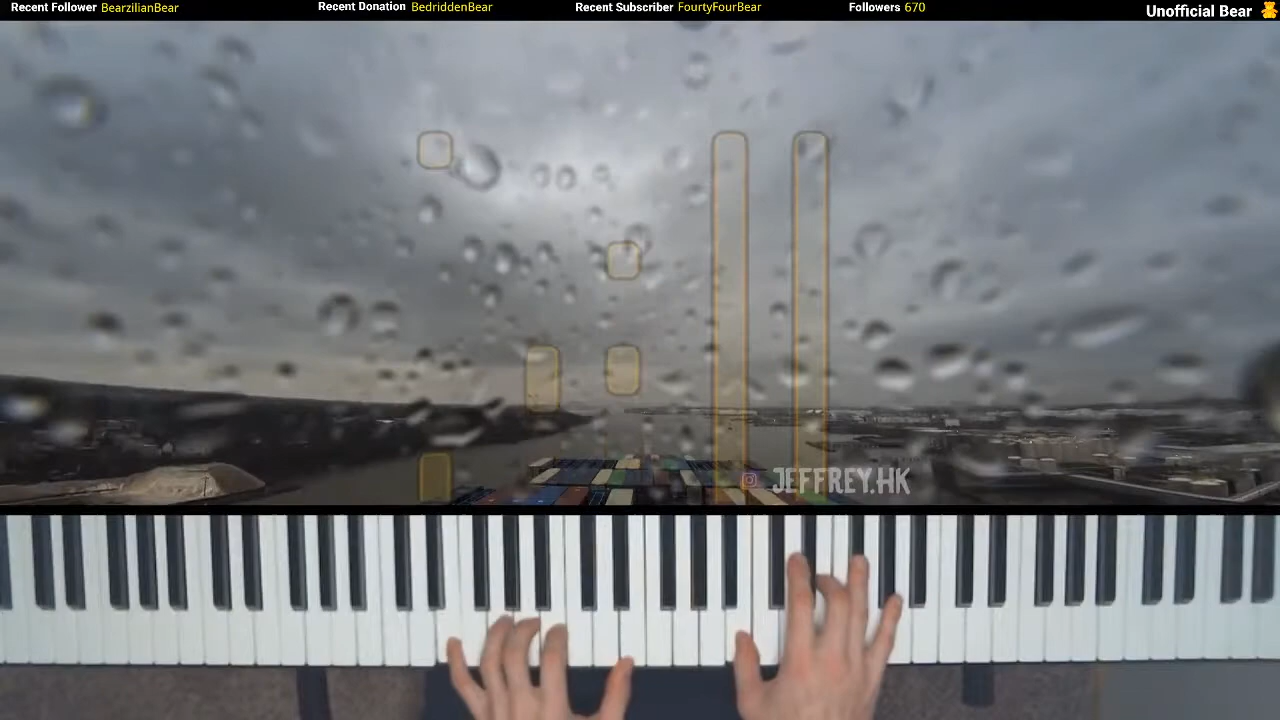 Recent Follower BearzilianBear
Recent Donation BedriddenBear
Recent Subscriber FourtyFourBear
Followers 670
Unofficial Bear
JEFFREY.HK